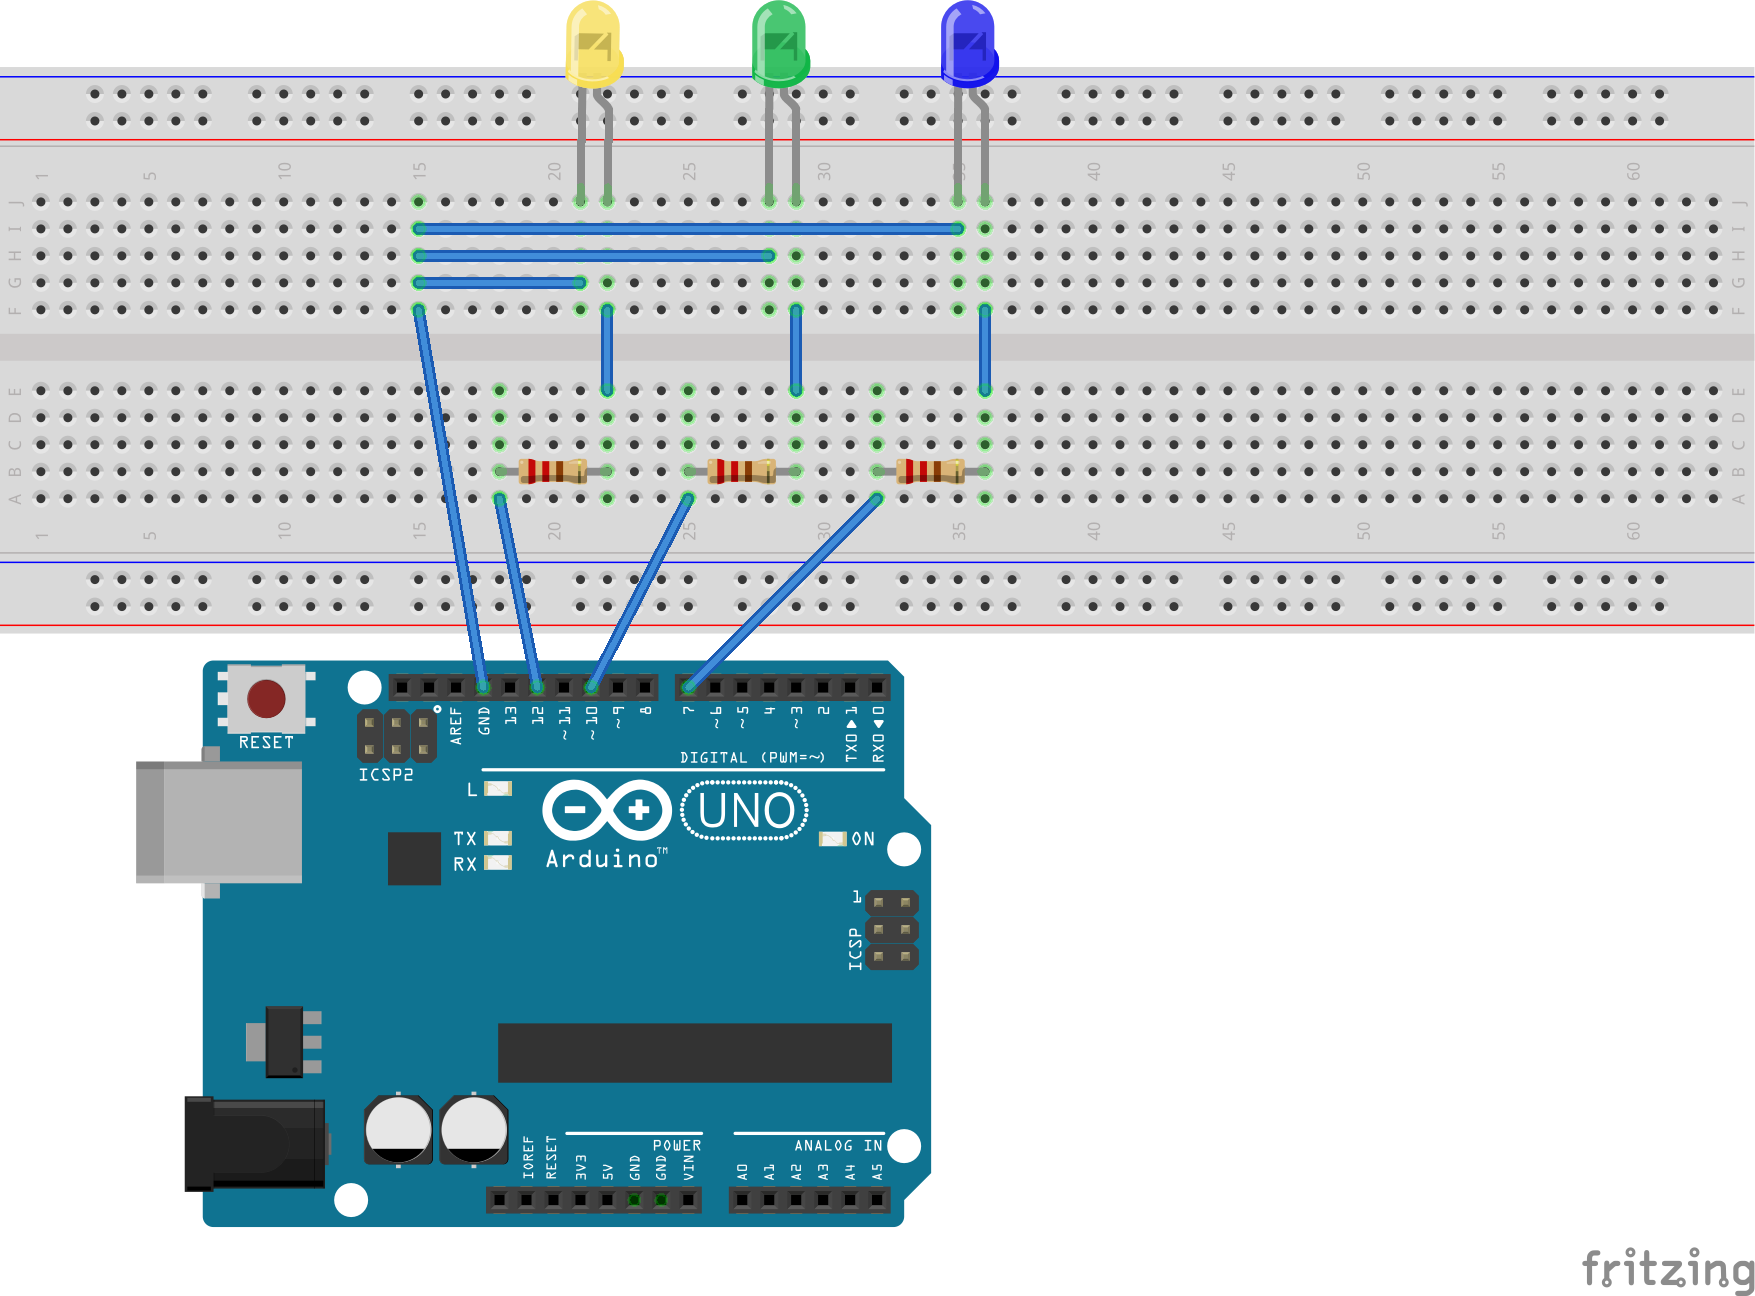 1 5 10 15 20 25 30 35 40 45 50 55 60
J J
I I
H H
G G
F F
E E
D D
C C
B B
A A
1 5 10 15 20 25 30 35 40 45 50 55 60
RESET
ICSP2
AREF GND 13 12 ~11 ~10 ~9 8 7 ~6 ~5 4 ~3 2 TX0▶1 RX0◀0
DIGITAL (PWM=~)
L
TX
RX
UNO
Arduino™
ON
1
ICSP
POWER
ANALOG IN
IOREF RESET 3V3 5V GND GND VIN A0 A1 A2 A3 A4 A5
fritzing